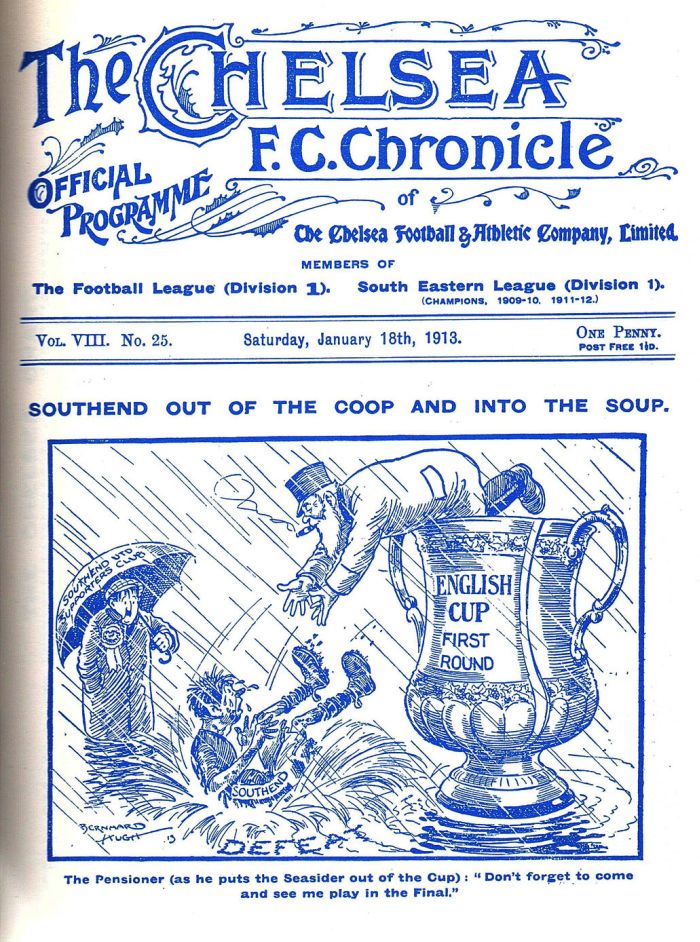 The CHELSEA
F.C. Chronicle
OFFICIAL
PROGRAMME
of
The Chelsea Football & Athletic Company, Limited.
MEMBERS OF
The Football League (Division 1). South Eastern League (Division 1).
(CHAMPIONS, 1909-10, 1911-12.)
VOL. VIII. No. 25. Saturday, January 18th, 1913. ONE PENNY.
POST FREE 1½D.
SOUTHEND OUT OF THE COOP AND INTO THE SOUP.
SOUTHEND UTD
SUPPORTERS CLUB
ENGLISH
CUP
FIRST
ROUND
SOUTHEND
DEFEAT
BERNHARD
HUGH 13
The Pensioner (as he puts the Seasider out of the Cup) : "Don't forget to come
and see me play in the Final."